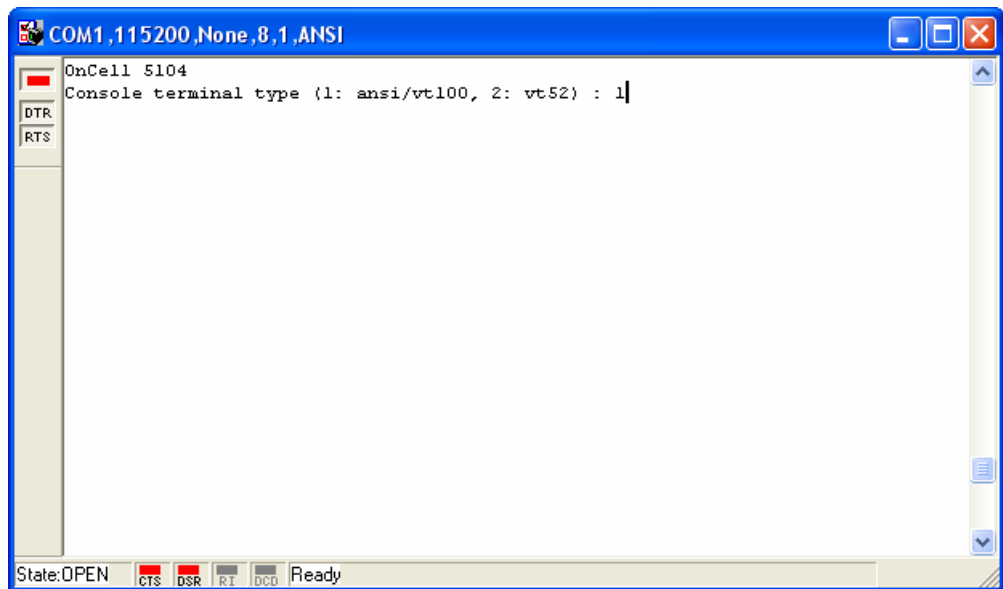 COM1,115200,None,8,1,ANSI
OnCell 5104
Console terminal type (1: ansi/vt100, 2: vt52) : 1
DTR
RTS
State:OPEN CTS DSR RI DCD Ready